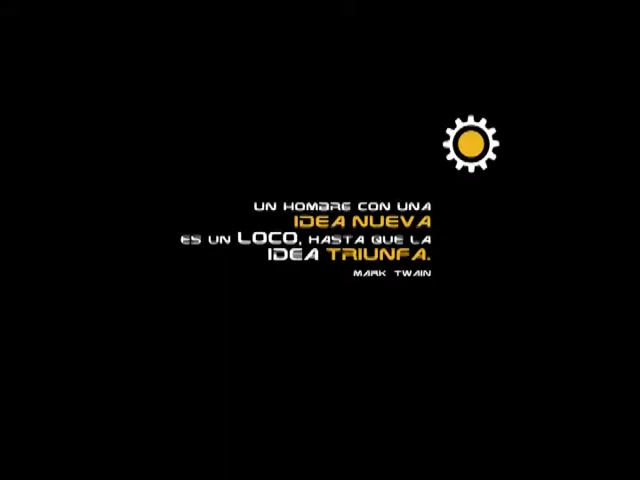 UN HOMBRE CON UNA
IDEA NUEVA
ES UN LOCO, HASTA QUE LA
IDEA TRIUNFA.
MARK TWAIN